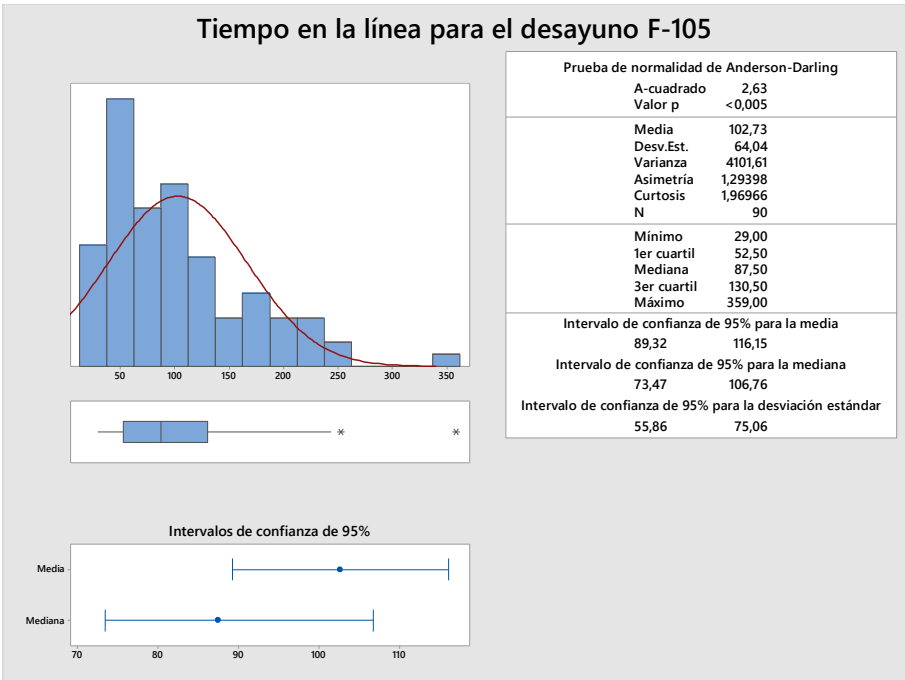 Tiempo en la línea para el desayuno F-105
50 100 150 200 250 300 350
Intervalos de confianza de 95%
Media
Mediana
70 80 90 100 110
Prueba de normalidad de Anderson-Darling
A-cuadrado 2,63
Valor p <0,005
Media 102,73
Desv.Est. 64,04
Varianza 4101,61
Asimetría 1,29398
Curtosis 1,96966
N 90
Mínimo 29,00
1er cuartil 52,50
Mediana 87,50
3er cuartil 130,50
Máximo 359,00
Intervalo de confianza de 95% para la media
89,32 116,15
Intervalo de confianza de 95% para la mediana
73,47 106,76
Intervalo de confianza de 95% para la desviación estándar
55,86 75,06